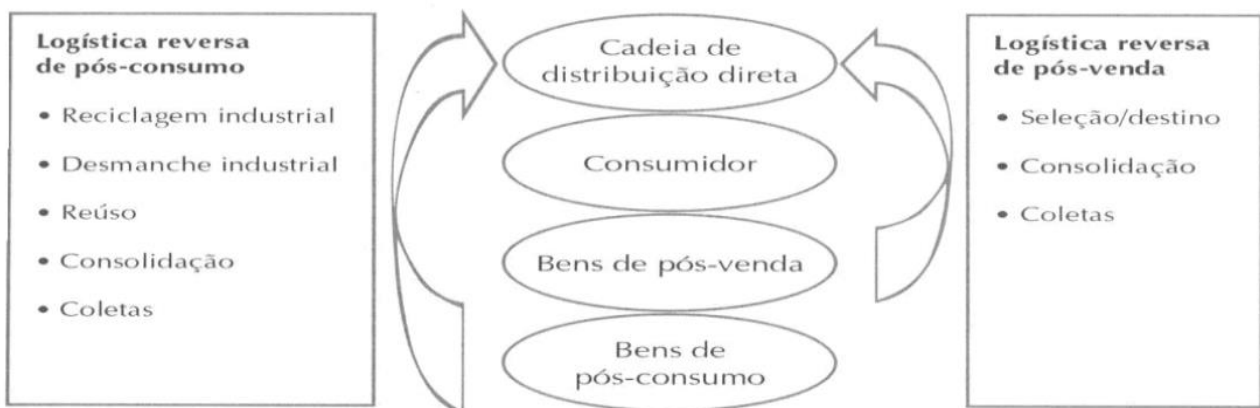 Logística reversa
de pós-consumo
• Reciclagem industrial
• Desmanche industrial
• Reúso
• Consolidação
• Coletas
Cadeia de
distribuição direta
Consumidor
Bens de pós-venda
Bens de
pós-consumo
Logística reversa
de pós-venda
• Seleção/destino
• Consolidação
• Coletas